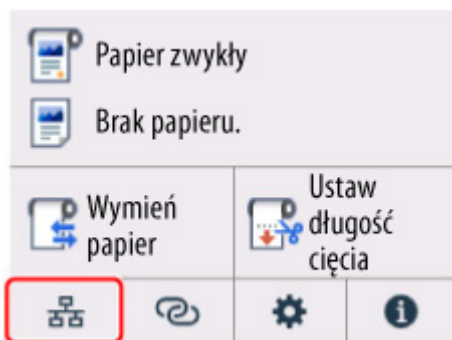 Papier zwykły
Brak papieru.
Wymień
papier
Ustaw
długość
cięcia